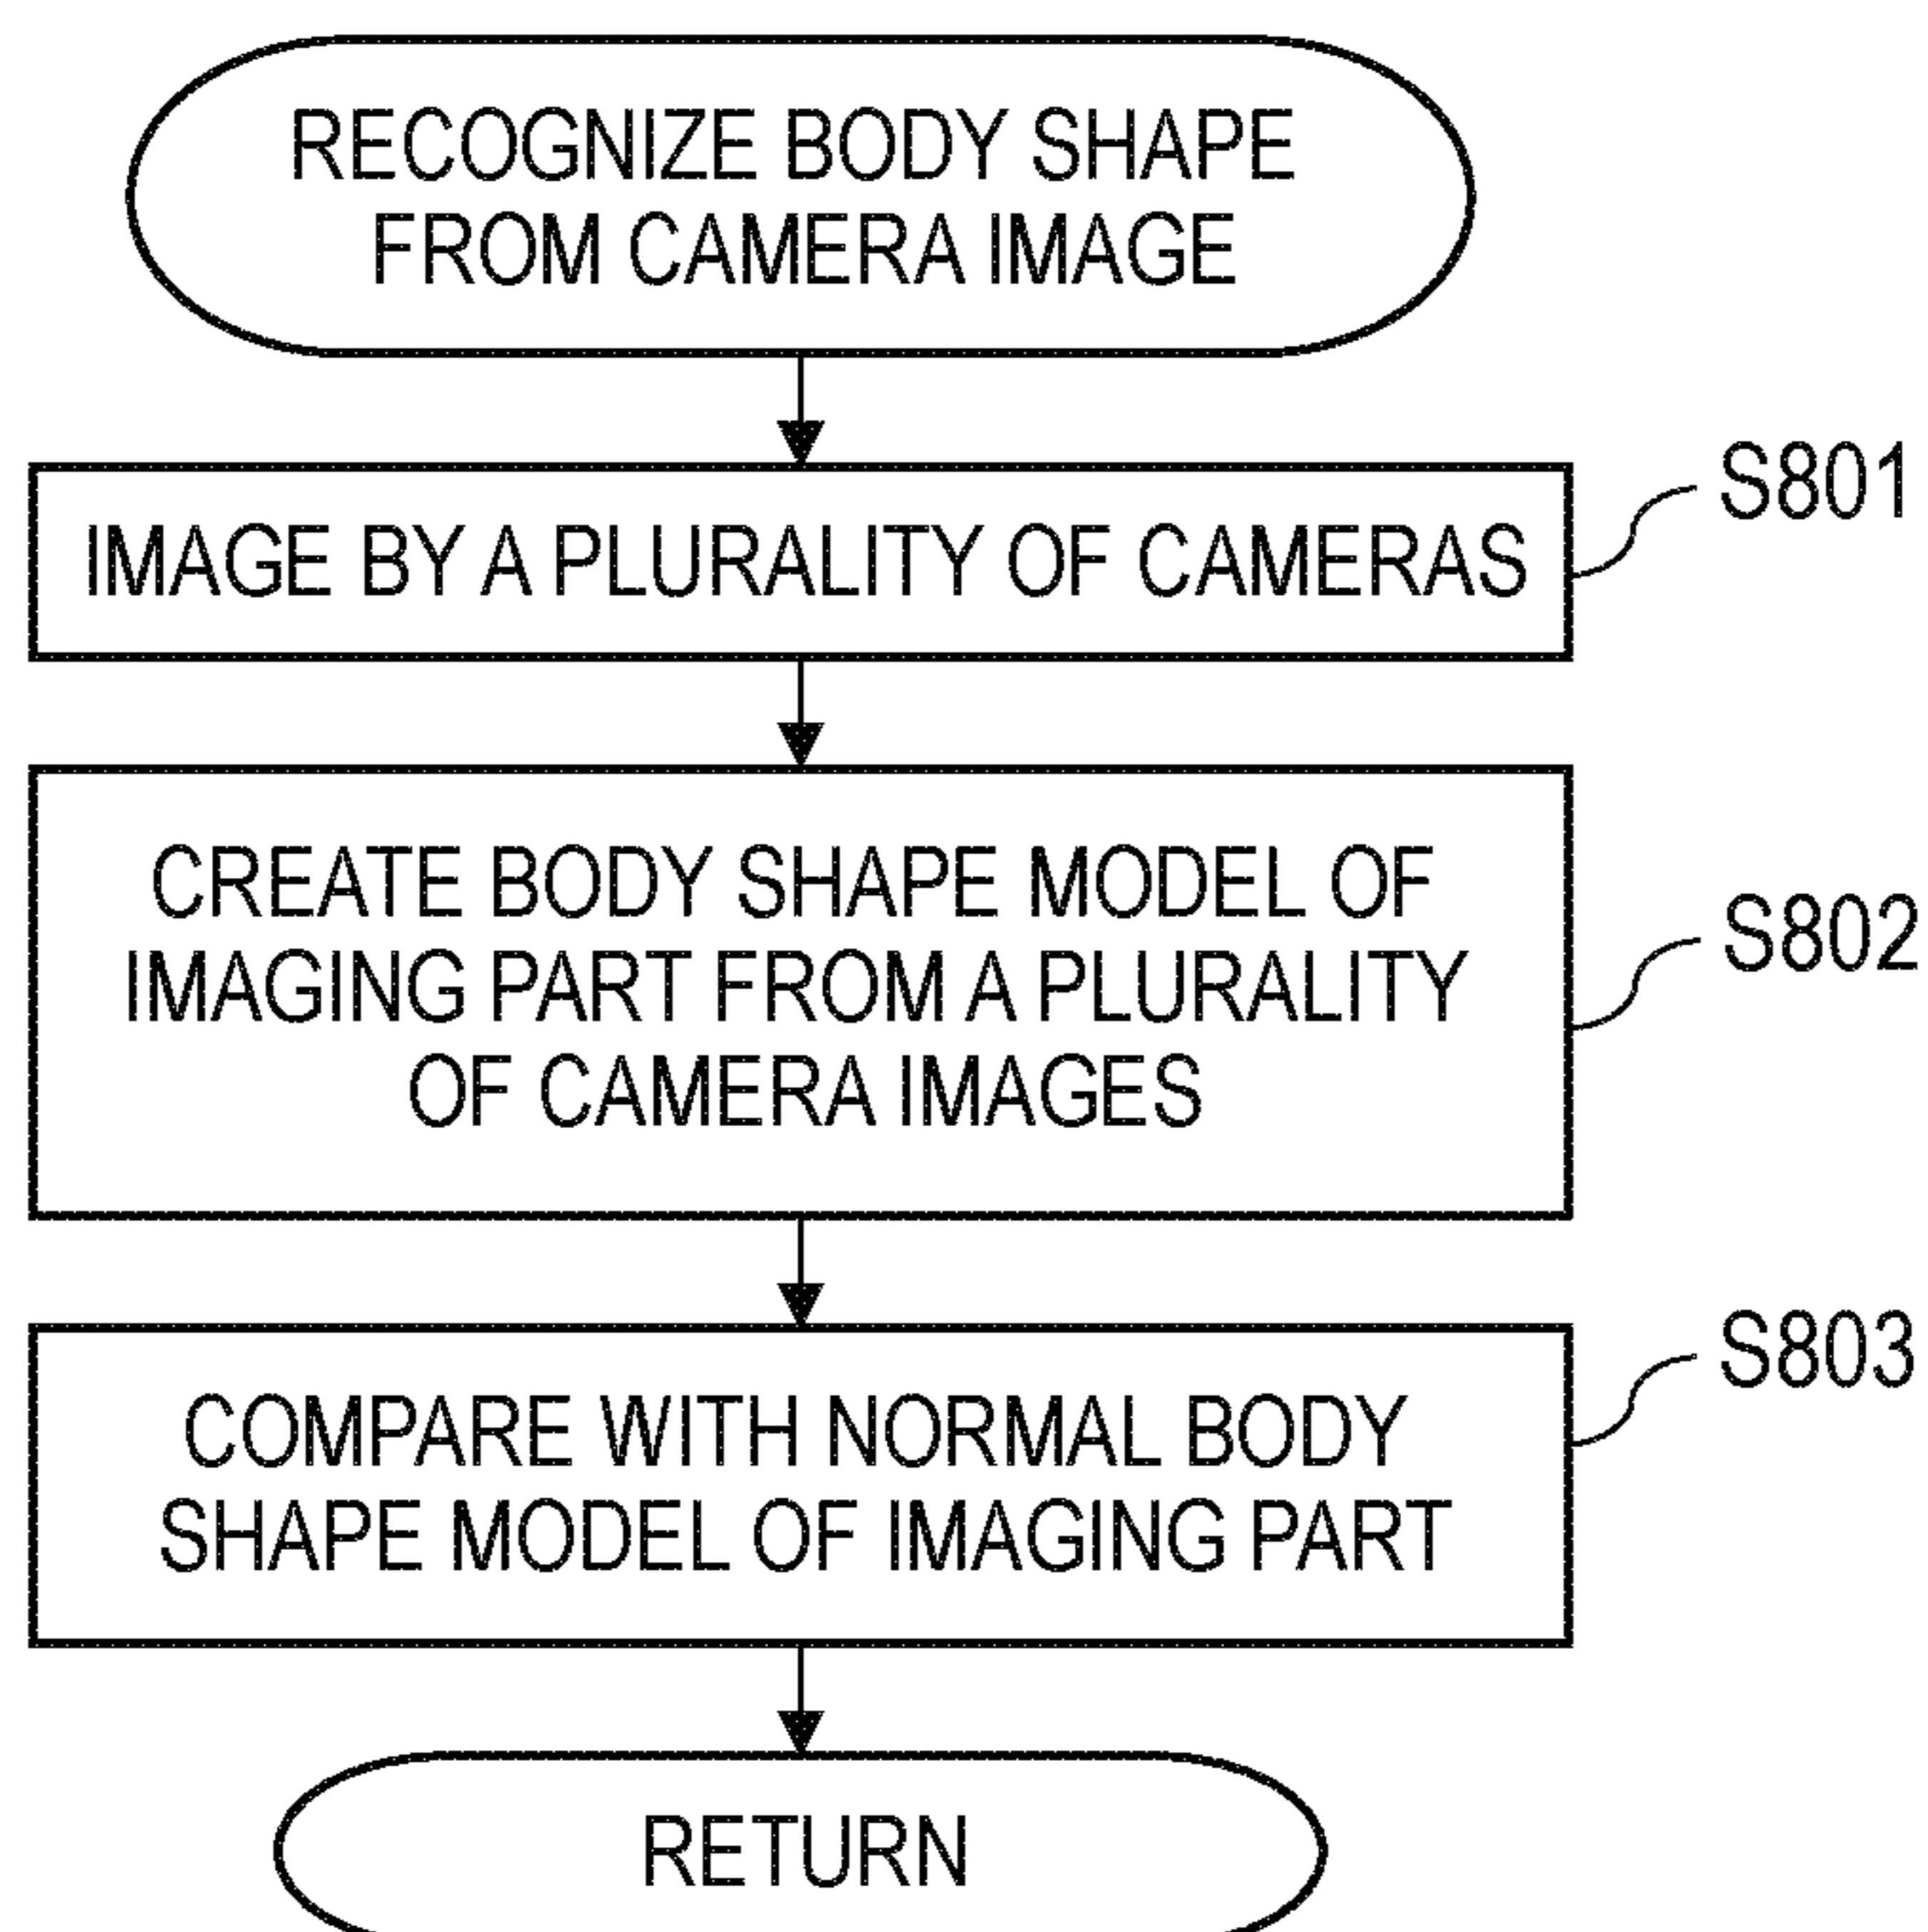 RECOGNIZE BODY SHAPE
FROM CAMERA IMAGE
IMAGE BY A PLURALITY OF CAMERAS
S801
CREATE BODY SHAPE MODEL OF
IMAGING PART FROM A PLURALITY
OF CAMERA IMAGES
S802
COMPARE WITH NORMAL BODY
SHAPE MODEL OF IMAGING PART
S803
RETURN